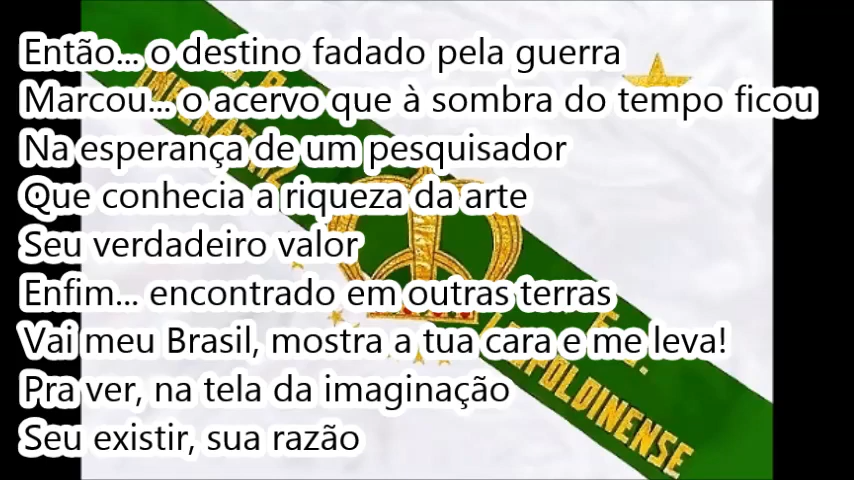 Então... o destino fadado pela guerra
Marcou... o acervo que à sombra do tempo ficou
Na esperança de um pesquisador
Que conhecia a riqueza da arte
Seu verdadeiro valor
Enfim... encontrado em outras terras
Vai meu Brasil, mostra a tua cara e me leva!
Pra ver, na tela da imaginação
Seu existir, sua razão
IMPERATRIZ
LEOPOLDINENSE